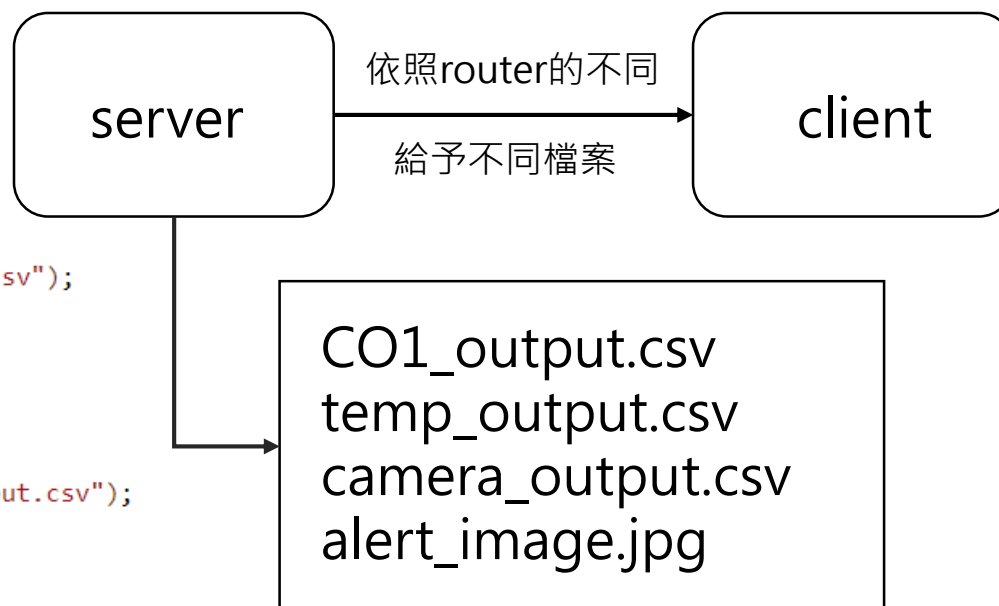 server
依照router的不同
給予不同檔案
client
sv");
ut.csv");
CO1_output.csv
temp_output.csv
camera_output.csv
alert_image.jpg